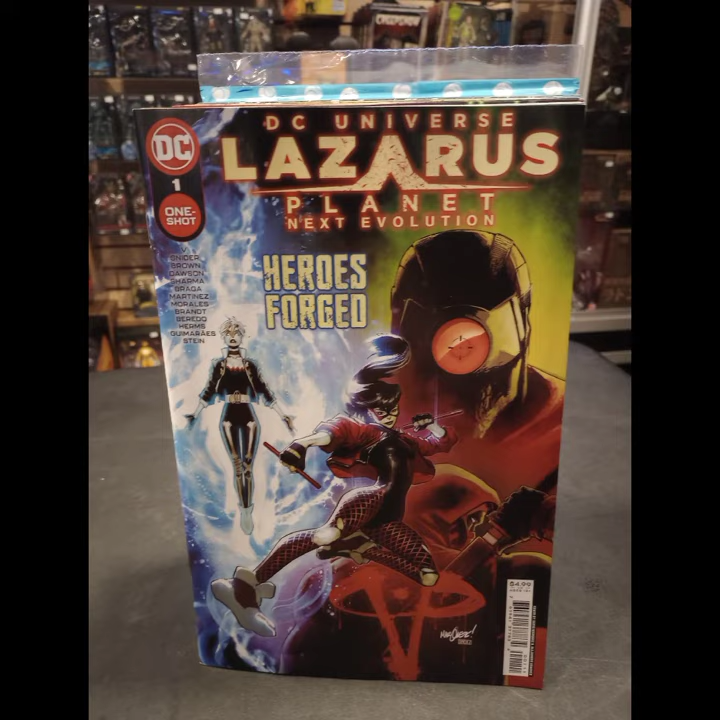 DC UNIVERSE
LAZARUS
PLANET
NEXT EVOLUTION
DC
1
ONE-
SHOT
HEROES
FORGED
V
SNIDER
BROWN
DAWSON
SHARMA
BRAGA
MARTINEZ
MORALES
BRANDT
BEREDO
HERMS
GUIMARÃES
STEIN
$4.99
CREEPSHOW